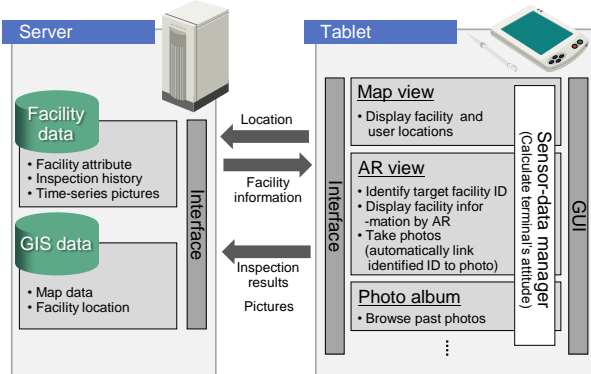 Server
Facility
data
• Facility attribute
• Inspection history
• Time-series pictures
GIS data
• Map data
• Facility location
Interface
Location
Facility
information
Inspection
results
Pictures
Tablet
Interface
Map view
• Display facility and
user locations
AR view
• Identify target facility ID
• Display facility infor
-mation by AR
• Take photos
(automatically link
identified ID to photo)
Photo album
• Browse past photos
Sensor-data manager
(Calculate terminal's attitude)
GUI